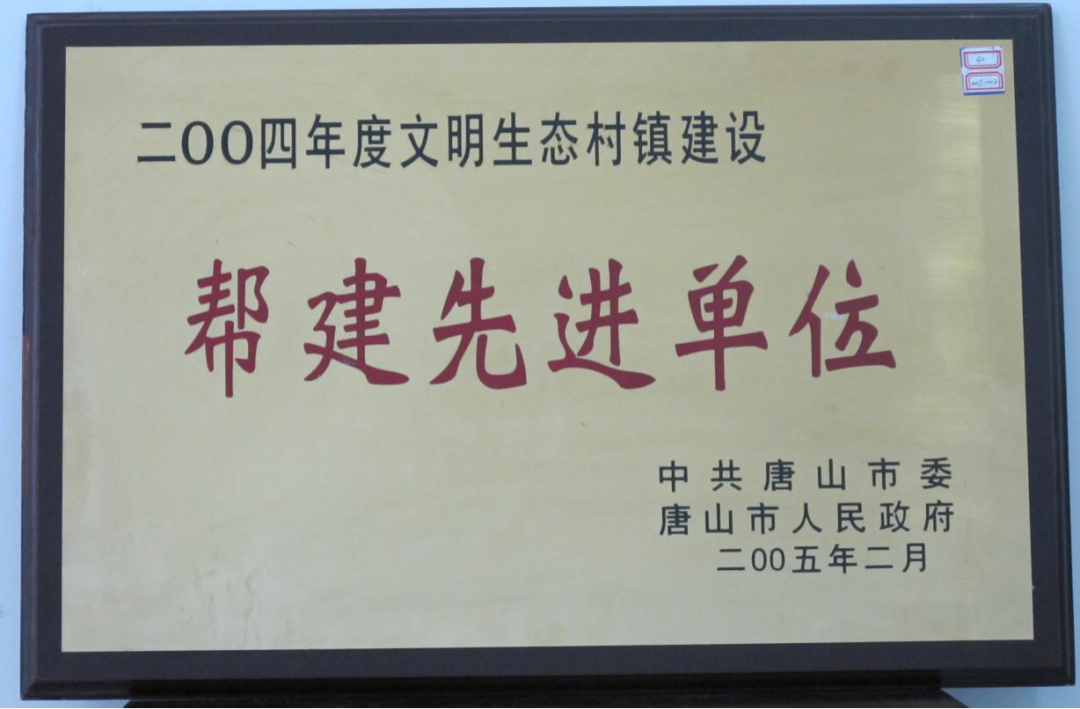 二OO四年度文明生态村镇建设
帮建先进单位
中共唐山市委
唐山市人民政府
二OO五年二月